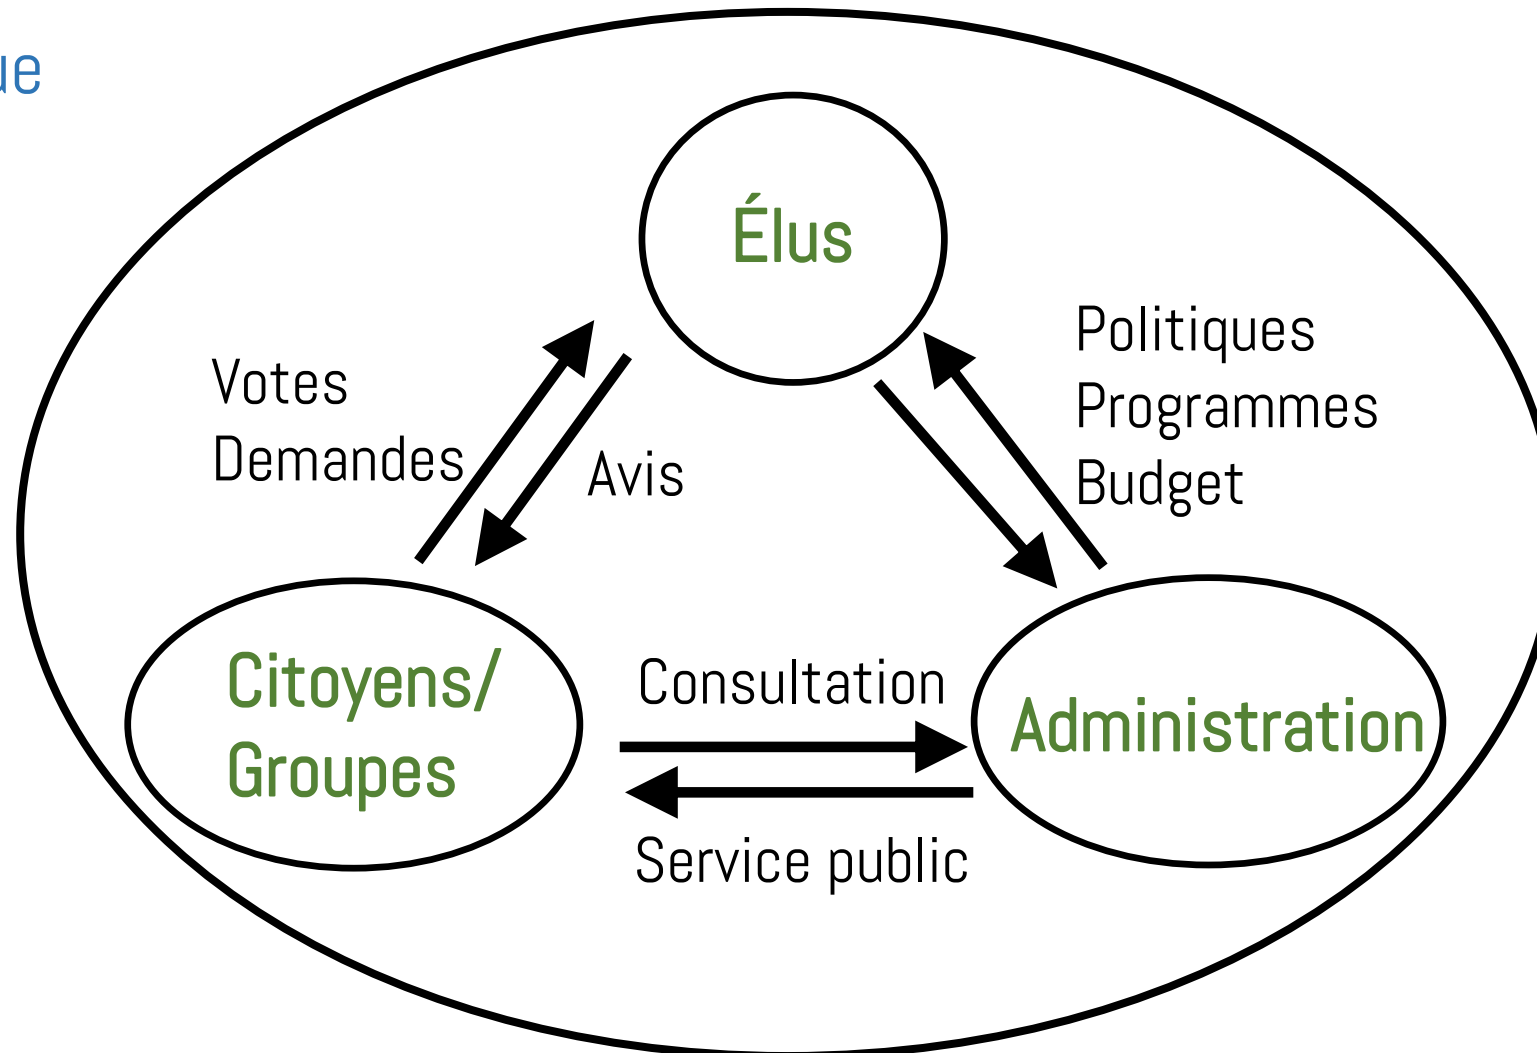 Élus
Politiques
Programmes
Budget
Votes
Demandes
Avis
Citoyens/
Groupes
Consultation
Administration
Service public